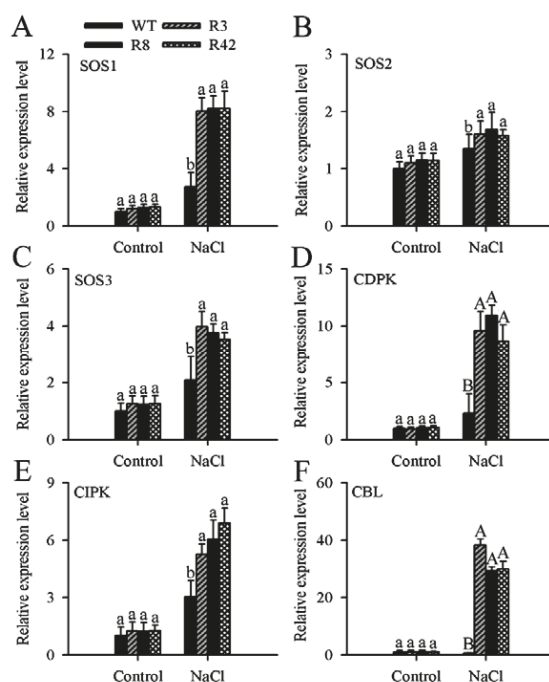 A
WT
R3
R8
R42
SOS1
Relative expression level
12
8
4
0
a a a a
b a a a
Control NaCl
B
SOS2
Relative expression level
3
2
1
0
a a a a
b a a a
Control NaCl
C
SOS3
Relative expression level
6
4
2
0
a a a a
b a a a
Control NaCl
D
CDPK
Relative expression level
15
10
5
0
a a a a
B A A A
Control NaCl
E
CIPK
Relative expression level
9
6
3
0
a a a a
b a a a
Control NaCl
F
CBL
Relative expression level
60
40
20
0
a a a a
B A A A
Control NaCl